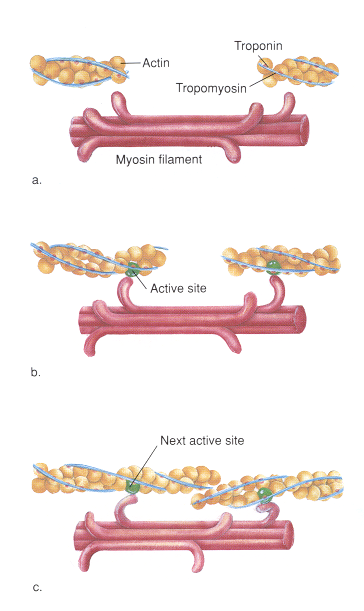 Troponin
Actin
Tropomyosin
Myosin filament
a.
Active site
b.
Next active site
c.